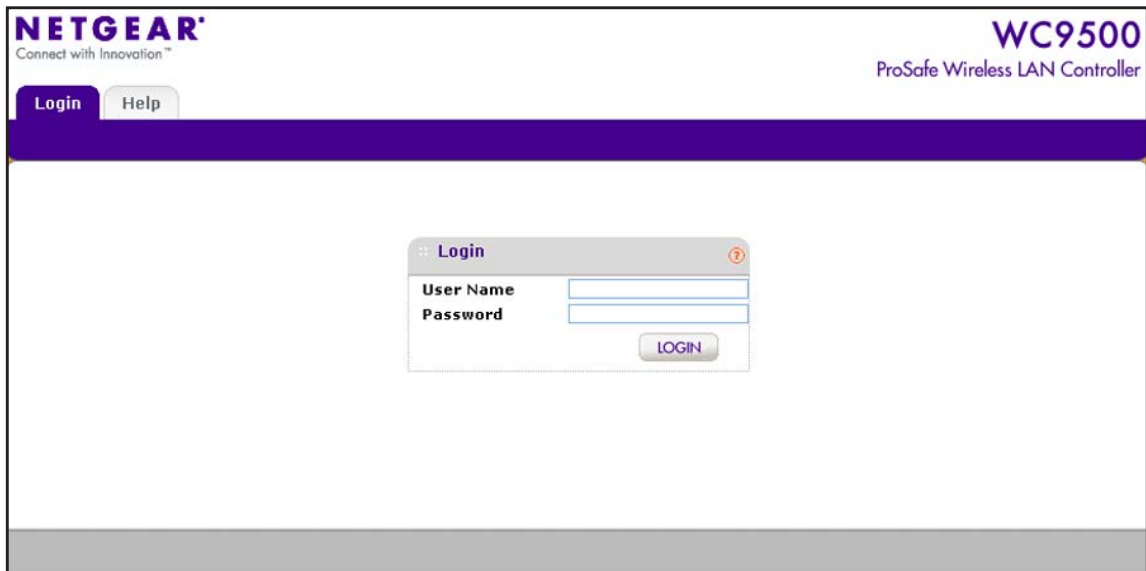 NETGEAR
Connect with Innovation™
WC9500
ProSafe Wireless LAN Controller
Login
Help
Login
?
User Name
Password
LOGIN